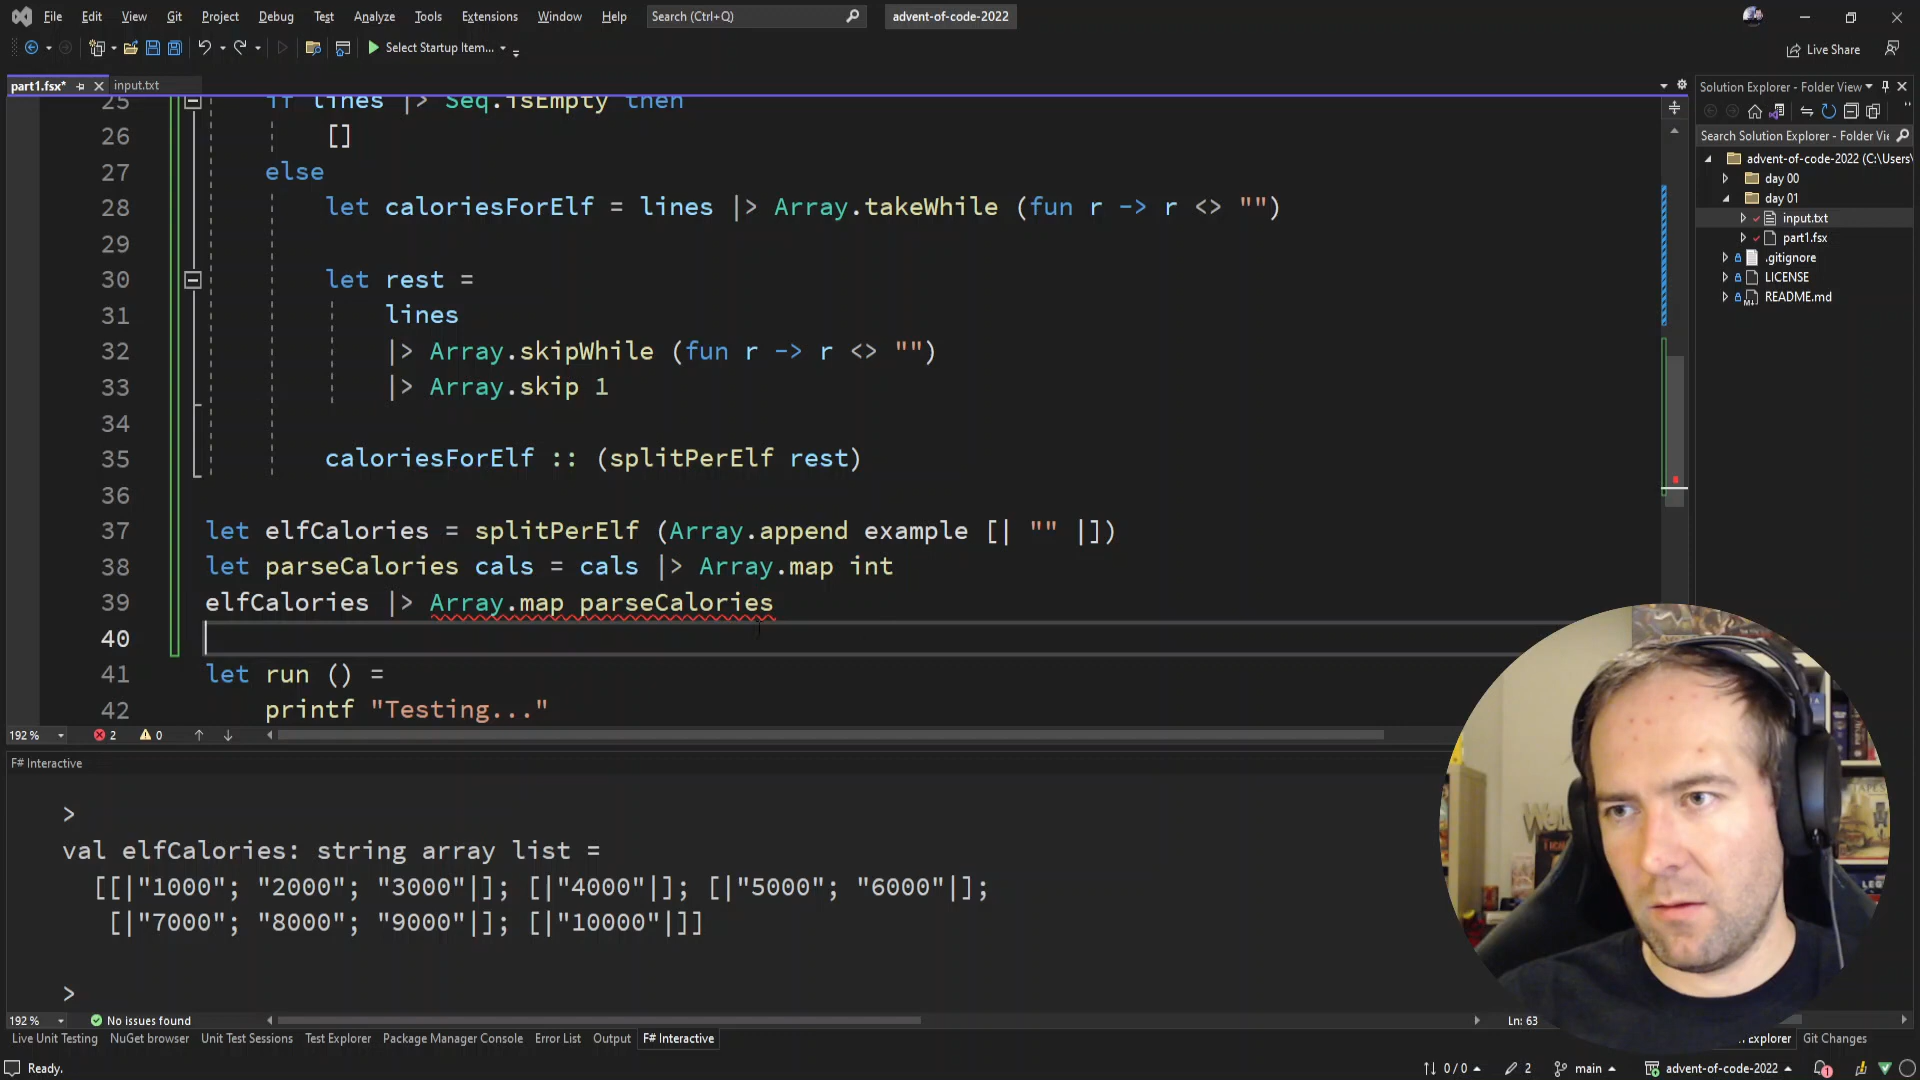 File Edit View Git Project Debug Test Analyze Tools Extensions Window Help Search (Ctrl+Q) advent-of-code-2022
Select Startup Item... Live Share
part1.fsx* input.txt
25 if lines |> Seq.isEmpty then
26 []
27 else
28 let caloriesForElf = lines |> Array.takeWhile (fun r -> r <> "")
29
30 let rest =
31 lines
32 |> Array.skipWhile (fun r -> r <> "")
33 |> Array.skip 1
34
35 caloriesForElf :: (splitPerElf rest)
36
37 let elfCalories = splitPerElf (Array.append example [| "" |])
38 let parseCalories cals = cals |> Array.map int
39 elfCalories |> Array.map parseCalories
40
41 let run () =
42 printf "Testing..."
192 % 2 0
F# Interactive
>
val elfCalories: string array list =
[[|"1000"; "2000"; "3000"|]; [|"4000"|]; [|"5000"; "6000"|];
[|"7000"; "8000"; "9000"|]; [|"10000"|]]
>
192 % No issues found Ln: 63
Live Unit Testing NuGet browser Unit Test Sessions Test Explorer Package Manager Console Error List Output F# Interactive
Explorer Git Changes
Ready. 0 / 0 2 main advent-of-code-2022 1
Solution Explorer - Folder View
Search Solution Explorer - Folder Vie
advent-of-code-2022 (C:\Users\
day 00
day 01
input.txt
part1.fsx
.gitignore
LICENSE
README.md